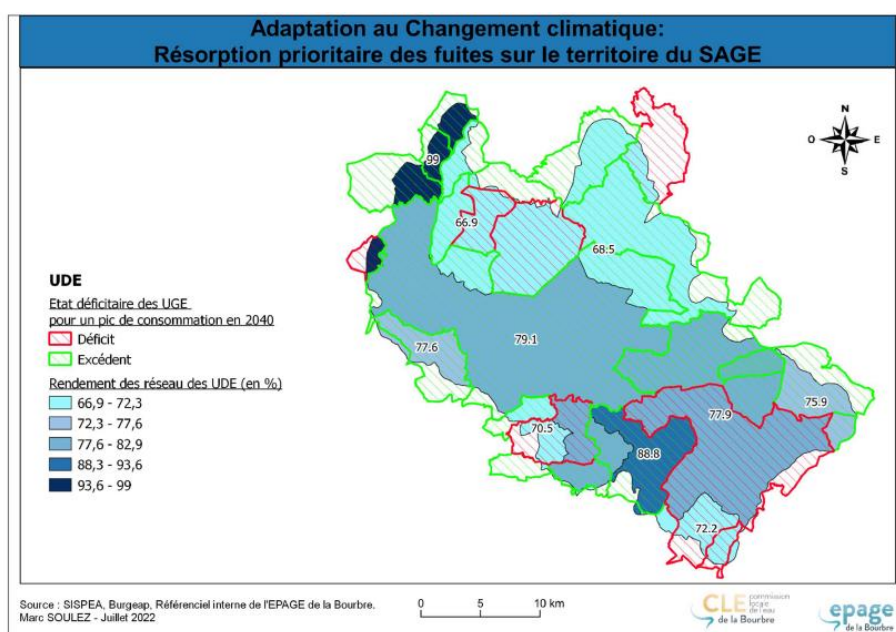 Adaptation au Changement climatique:
Résorption prioritaire des fuites sur le territoire du SAGE
N
O
E
S
99
66.9
68.5
79.1
77.6
75.9
77.9
70.5
88.8
72.2
UDE
Etat déficitaire des UGE
pour un pic de consommation en 2040
Déficit
Excédent
Rendement des réseau des UDE (en %)
66,9 - 72,3
72,3 - 77,6
77,6 - 82,9
88,3 - 93,6
93,6 - 99
Source : SISPEA, Burgeap, Référenciel interne de l'EPAGE de la Bourbre.
Marc SOULEZ - Juillet 2022
0 5 10 km
CLE commission
locale
de l'eau
de la Bourbre
epage
de la Bourbre